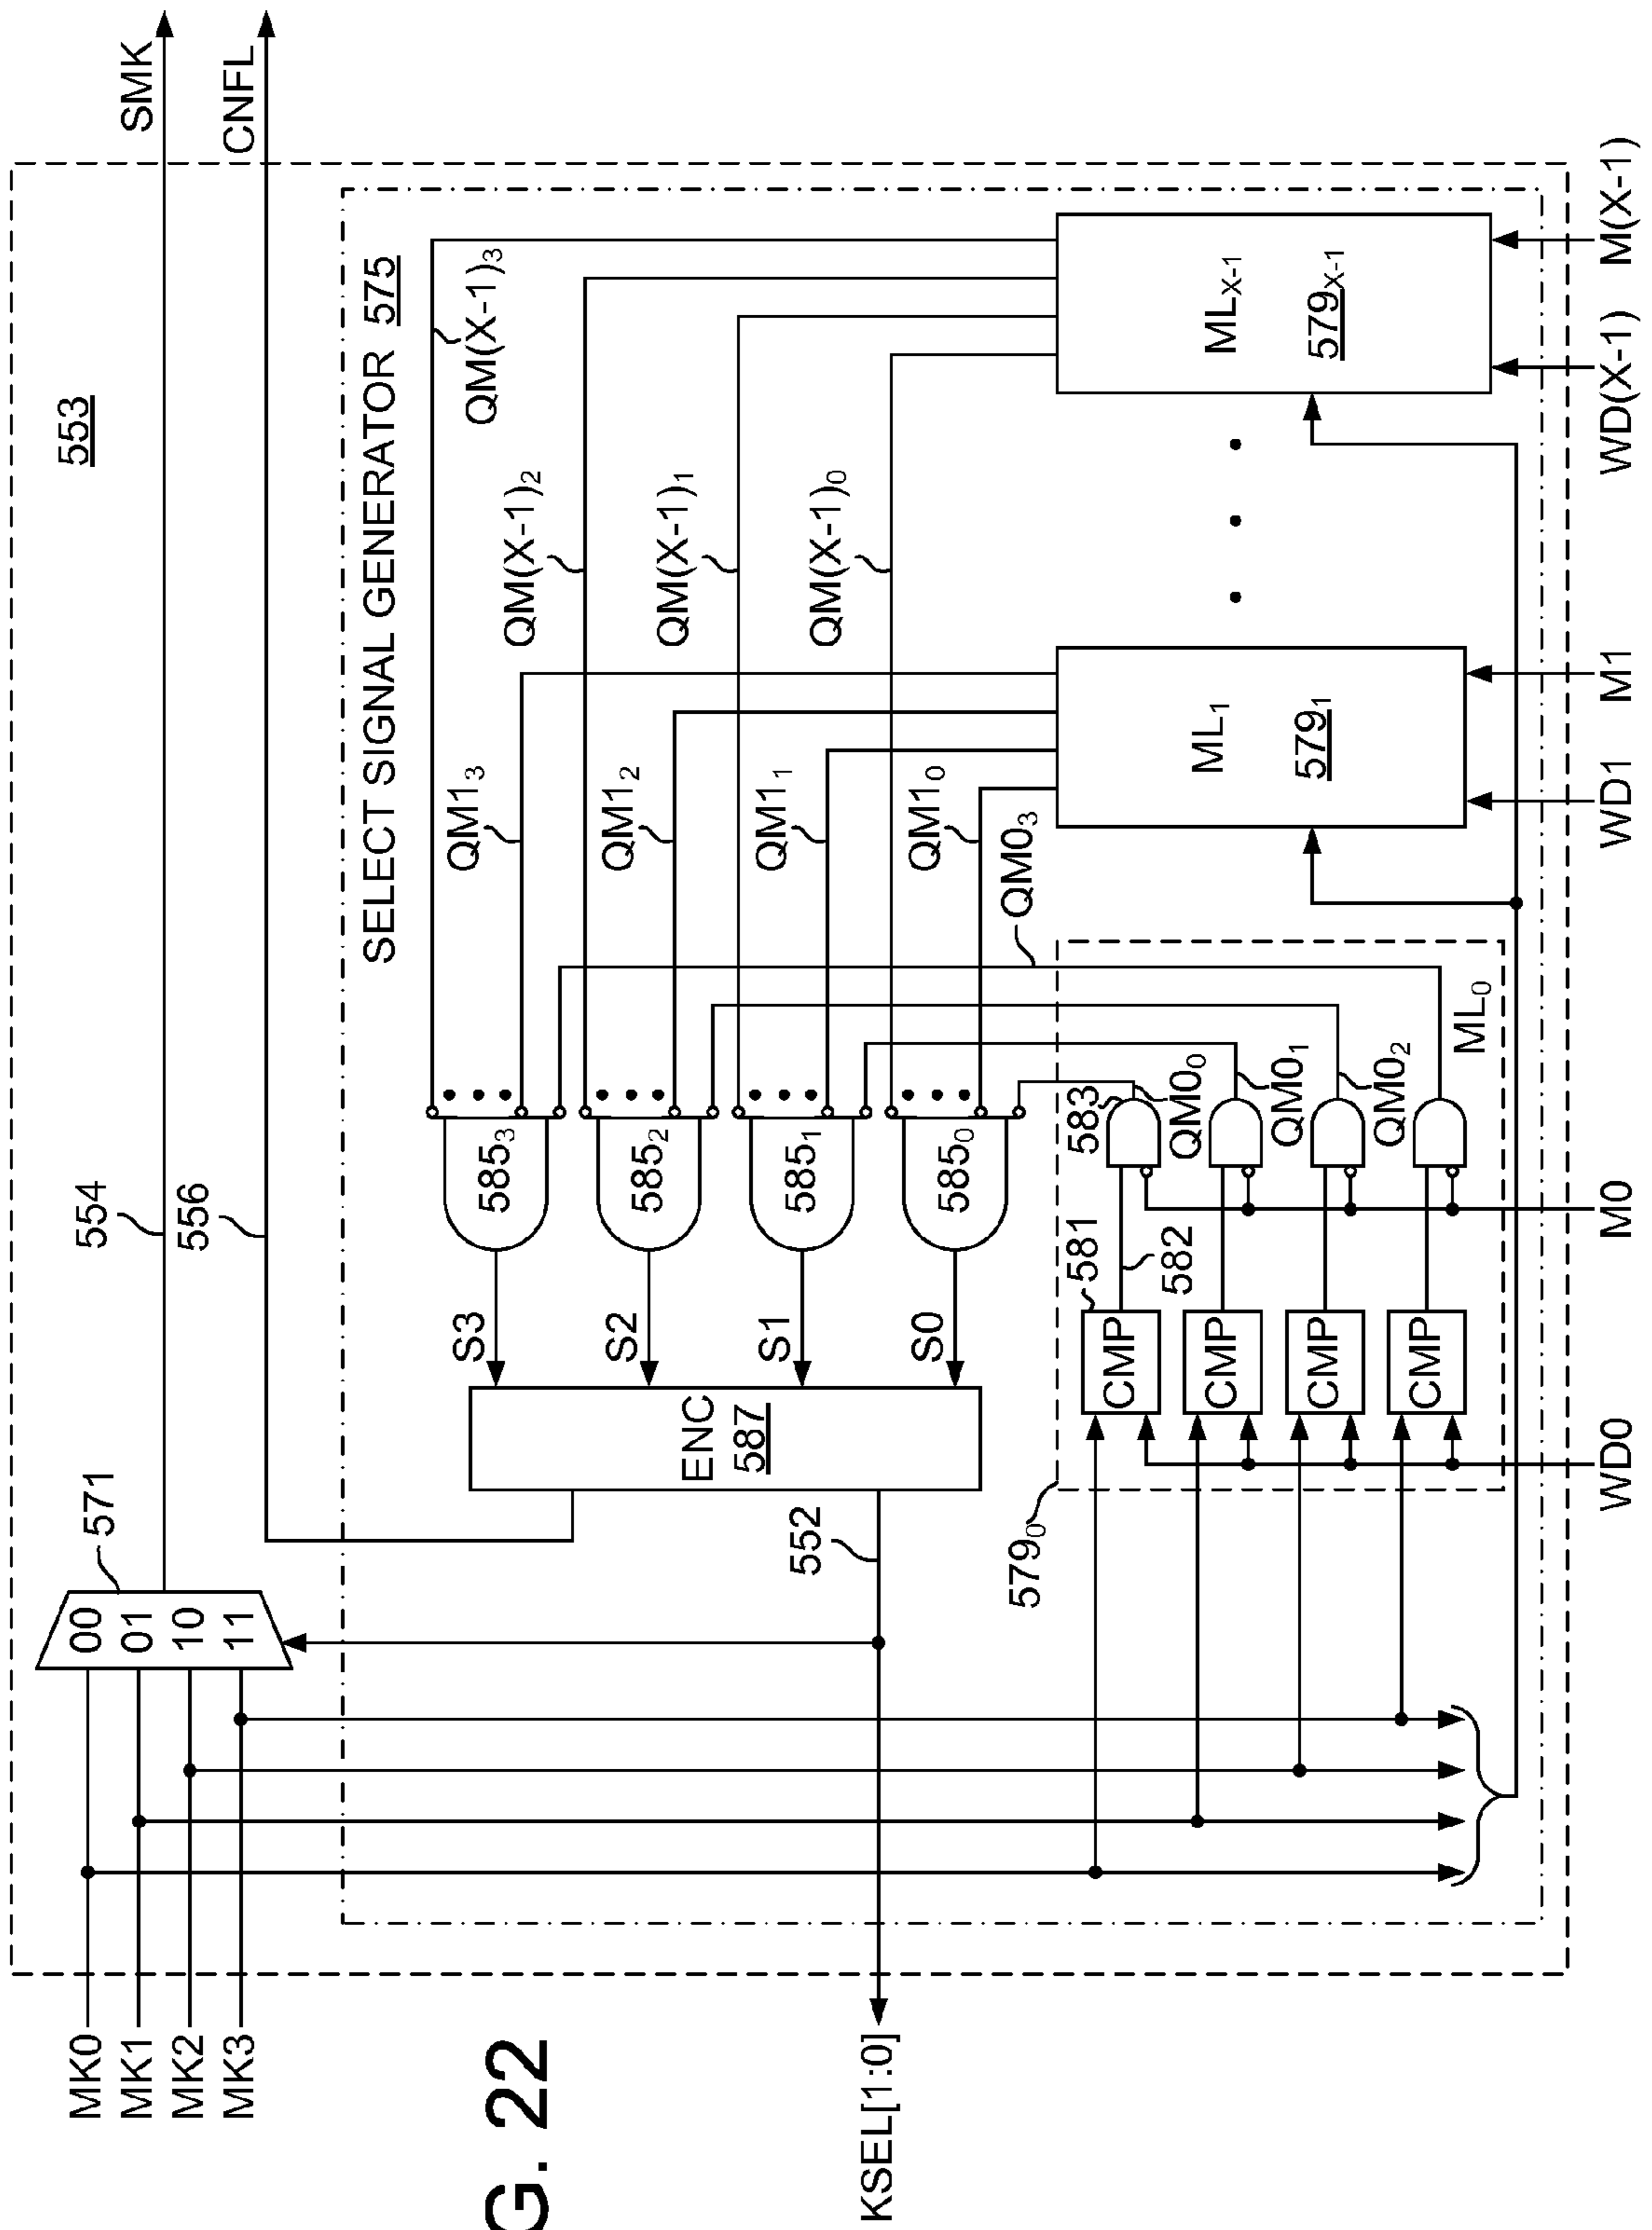 553
SMK
CNFL
554
556
571
00
01
10
11
MK0
MK1
MK2
MK3
SELECT SIGNAL GENERATOR 575
QM(X-1)3
QM(X-1)2
QM(X-1)1
QM(X-1)0
QM13
QM12
QM11
QM10
QM03
5853
5852
5851
5850
S3
S2
S1
S0
ENC
587
552
KSEL[1:0]
5790
581
582
583
CMP
CMP
CMP
CMP
QM00
QM01
QM02
ML0
ML1
5791
MLX-1
579X-1
WD0
M0
WD1
M1
WD(X-1)
M(X-1)
G. 22